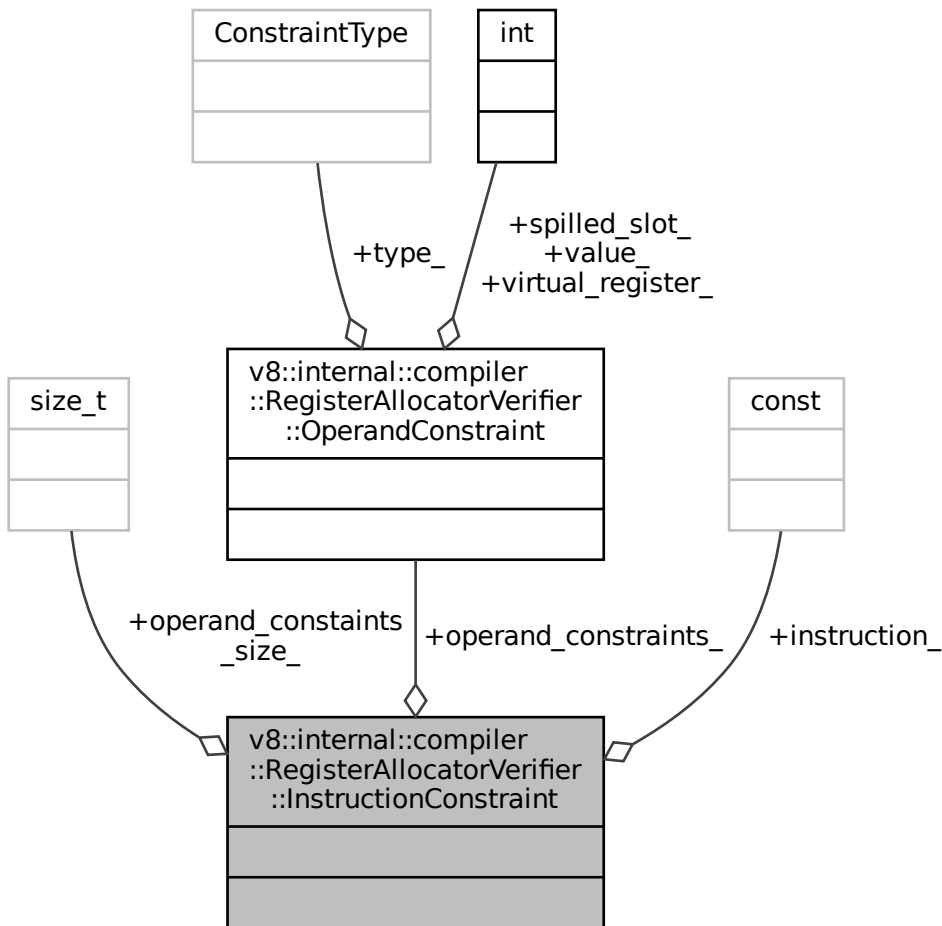 ConstraintType
int
+type_
+spilled_slot_
+value_
+virtual_register_
v8::internal::compiler
::RegisterAllocatorVerifier
::OperandConstraint
size_t
const
+operand_constaints
_size_
+operand_constraints_
+instruction_
v8::internal::compiler
::RegisterAllocatorVerifier
::InstructionConstraint